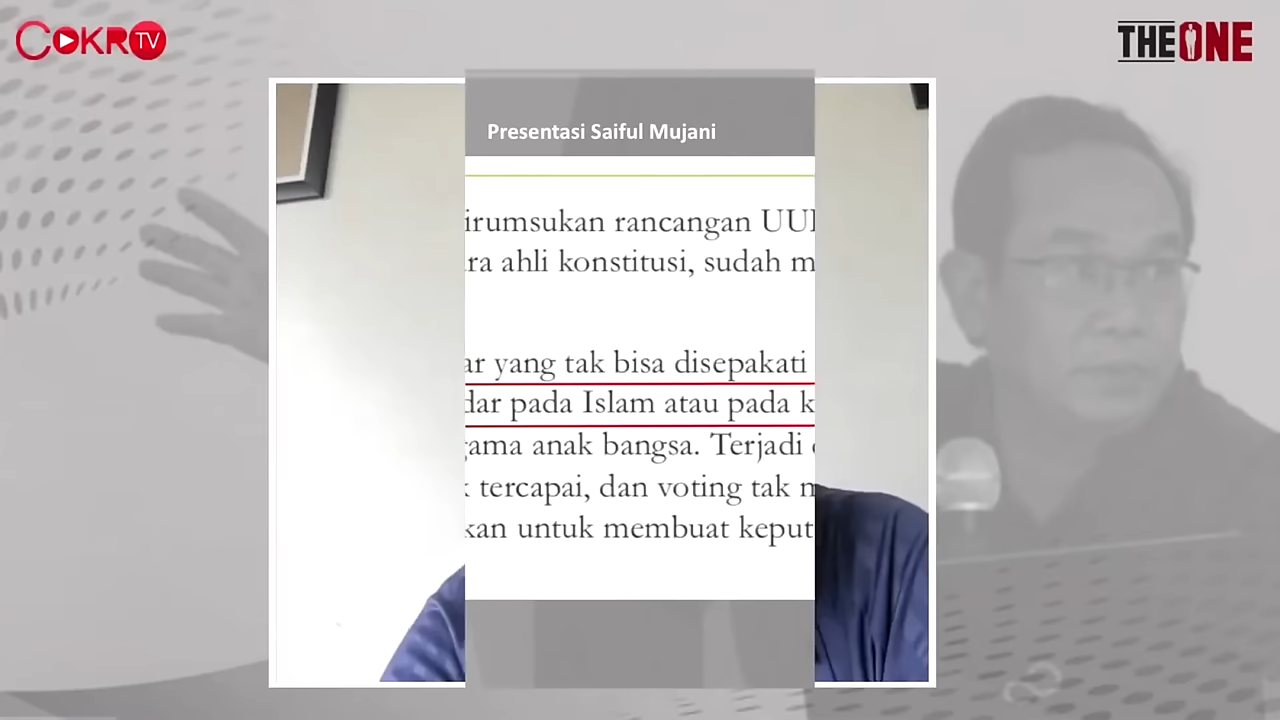 COKRO TV
THE ONE
Presentasi Saiful Mujani
irumsukan rancangan UU
ra ahli konstitusi, sudah m
ar yang tak bisa disepakati
dar pada Islam atau pada k
ama anak bangsa. Terjadi
tercapai, dan voting tak m
kan untuk membuat keput